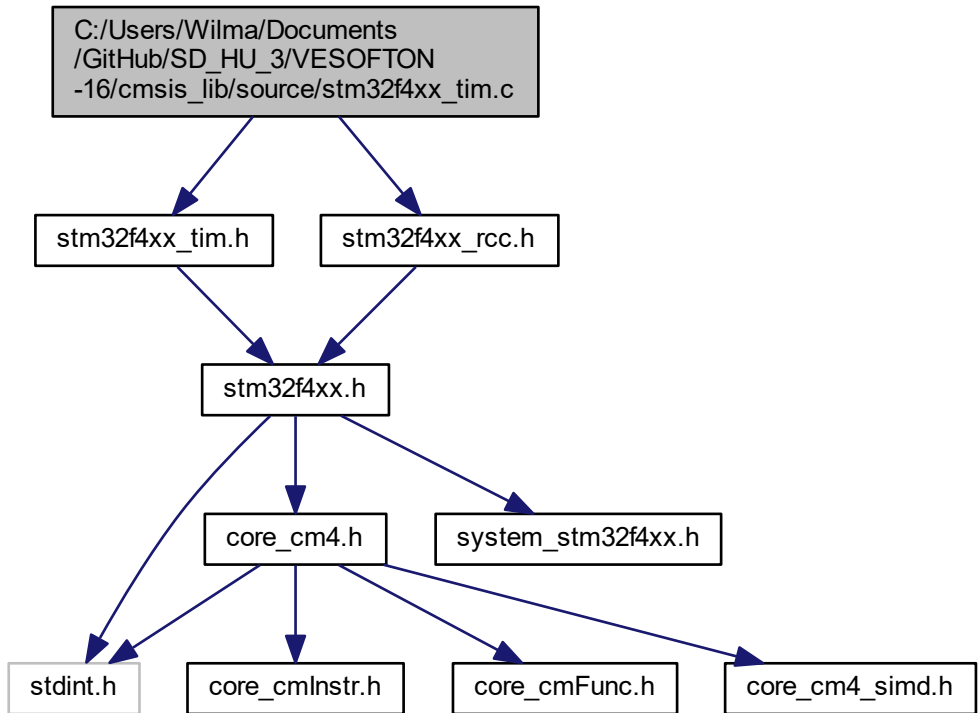 C:/Users/Wilma/Documents
/GitHub/SD_HU_3/VESOFTON
-16/cmsis_lib/source/stm32f4xx_tim.c
stm32f4xx_tim.h
stm32f4xx_rcc.h
stm32f4xx.h
core_cm4.h
system_stm32f4xx.h
stdint.h
core_cmInstr.h
core_cmFunc.h
core_cm4_simd.h